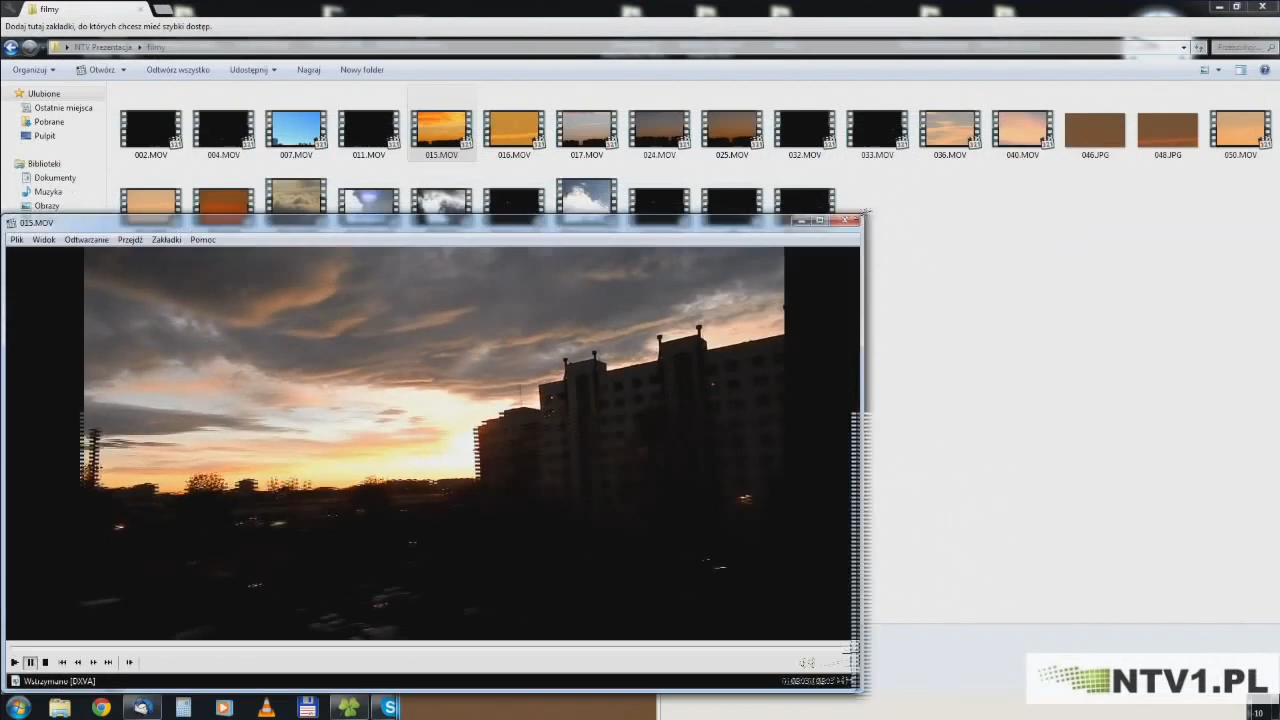 filmy
Dodaj tutaj zakładki, do których chcesz mieć szybki dostęp.
NTV Prezentacja filmy
Organizuj Otwórz Odtwórz wszystko Udostępnij Nagraj New folder
Ulubione
Ostatnie miejsca
Pobrane
Pulpit
Biblioteki
Dokumenty
Muzyka
Obrazy
002.MOV 004.MOV 007.MOV 011.MOV 015.MOV 016.MOV 017.MOV 024.MOV 025.MOV 032.MOV 033.MOV 036.MOV 040.MOV 046.JPG 048.JPG 050.MOV
015.MOV
Plik Widok Odtwarzanie Przejdź Zakładki Pomoc
Wstrzymano [DXVA]
NTV1.PL